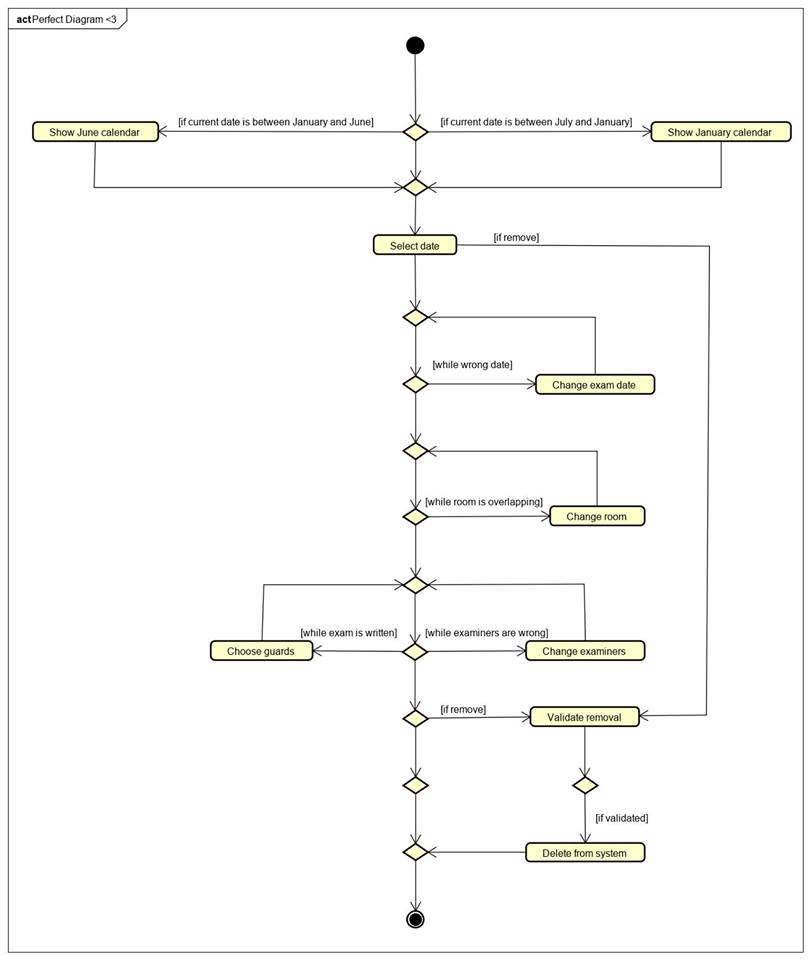 act Perfect Diagram <3
[if current date is between January and June]
[if current date is between July and January]
Show June calendar
Show January calendar
Select date
[if remove]
[while wrong date]
Change exam date
[while room is overlapping]
Change room
[while exam is written]
[while examiners are wrong]
Choose guards
Change examiners
[if remove]
Validate removal
[if validated]
Delete from system